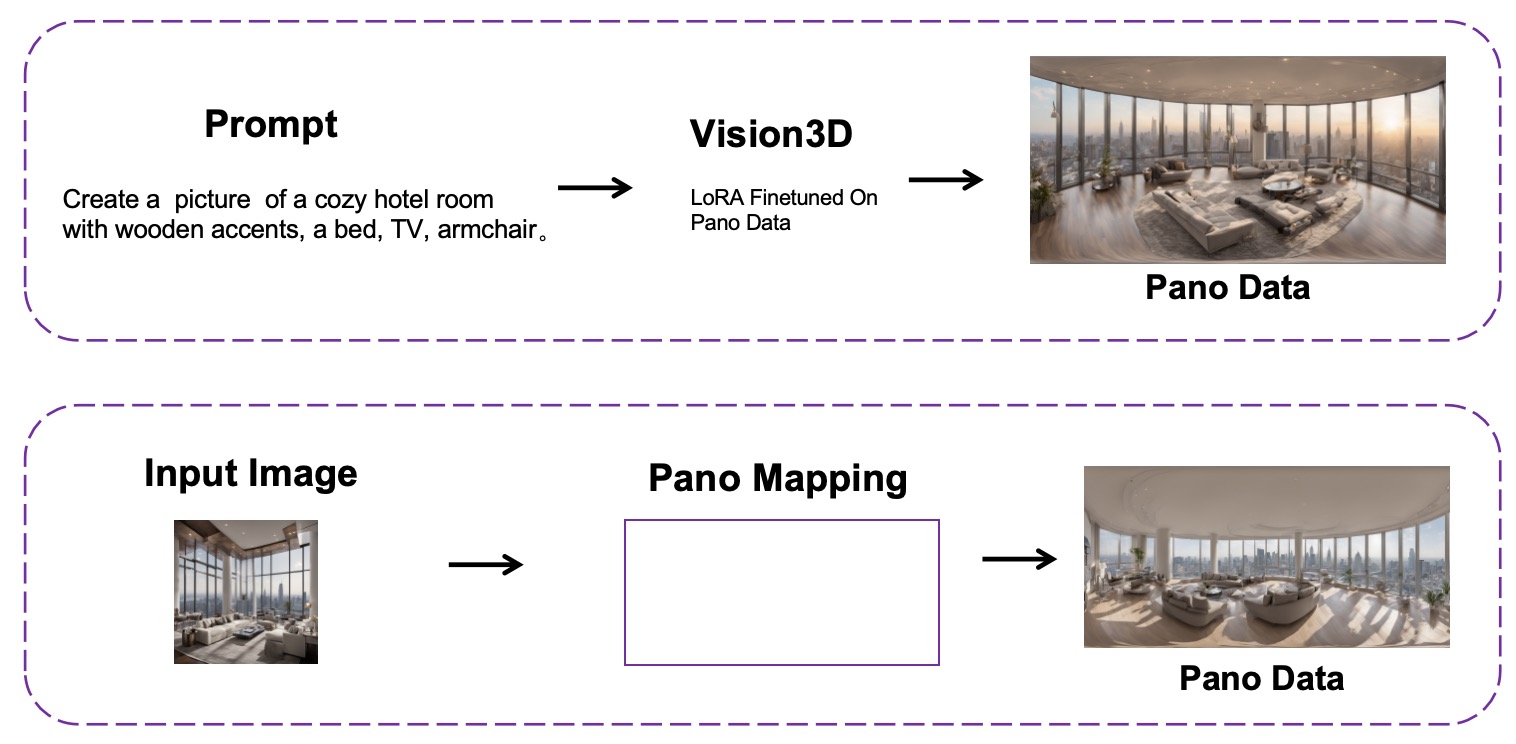 Prompt
Create a  picture  of a cozy hotel room
with wooden accents, a bed, TV, armchair。
Vision3D
LoRA Finetuned On
Pano Data
Pano Data
Input Image
Pano Mapping
Pano Data